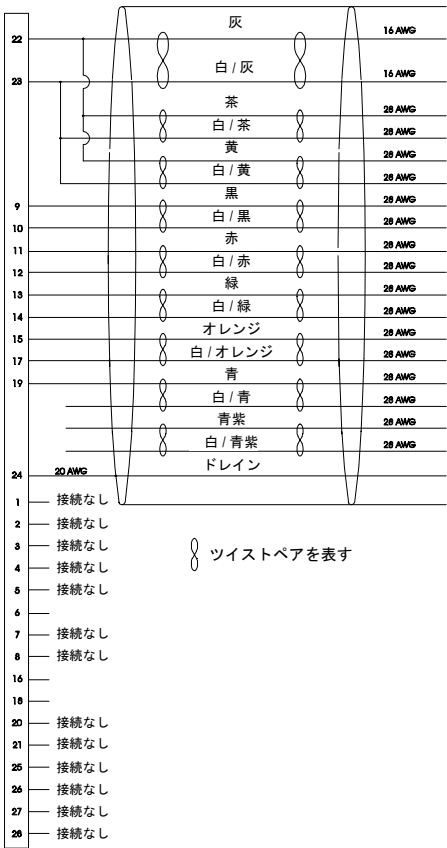 灰
22 16 AWG
白 / 灰
23 16 AWG
茶
28 AWG
白 / 茶
28 AWG
黄
28 AWG
白 / 黄
28 AWG
黒
9 28 AWG
白 / 黒
10 28 AWG
赤
11 28 AWG
白 / 赤
12 28 AWG
緑
13 28 AWG
白 / 緑
14 28 AWG
オレンジ
15 28 AWG
白 / オレンジ
17 28 AWG
青
19 28 AWG
白 / 青
28 AWG
青紫
28 AWG
白 / 青紫
28 AWG
ドレイン
24 20 AWG
1 接続なし
2 接続なし
3 接続なし
ツイストペアを表す
4 接続なし
5 接続なし
6
7 接続なし
8 接続なし
16
18
20 接続なし
21 接続なし
25 接続なし
26 接続なし
27 接続なし
28 接続なし